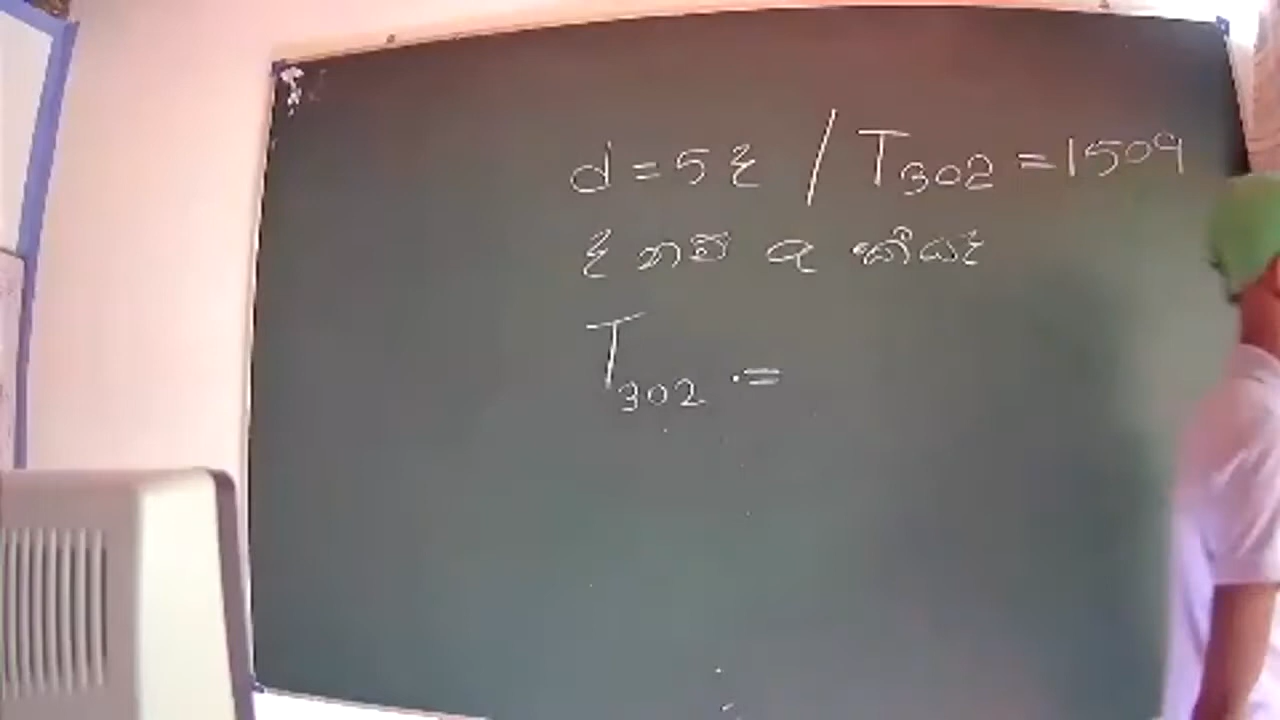 d = 5 ද / T₃₀₂ = 1509
ද නම් a කීයද
T₃₀₂ =